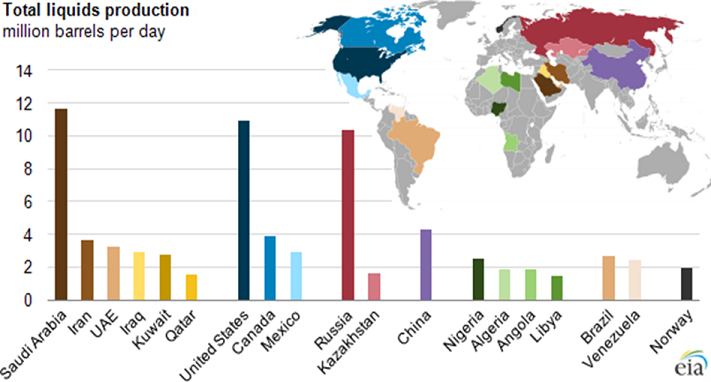 Total liquids production
million barrels per day
14
12
10
8
6
4
2
0
Saudi Arabia
Iran
UAE
Iraq
Kuwait
Qatar
United States
Canada
Mexico
Russia
Kazakhstan
China
Nigeria
Algeria
Angola
Libya
Brazil
Venezuela
Norway
eia